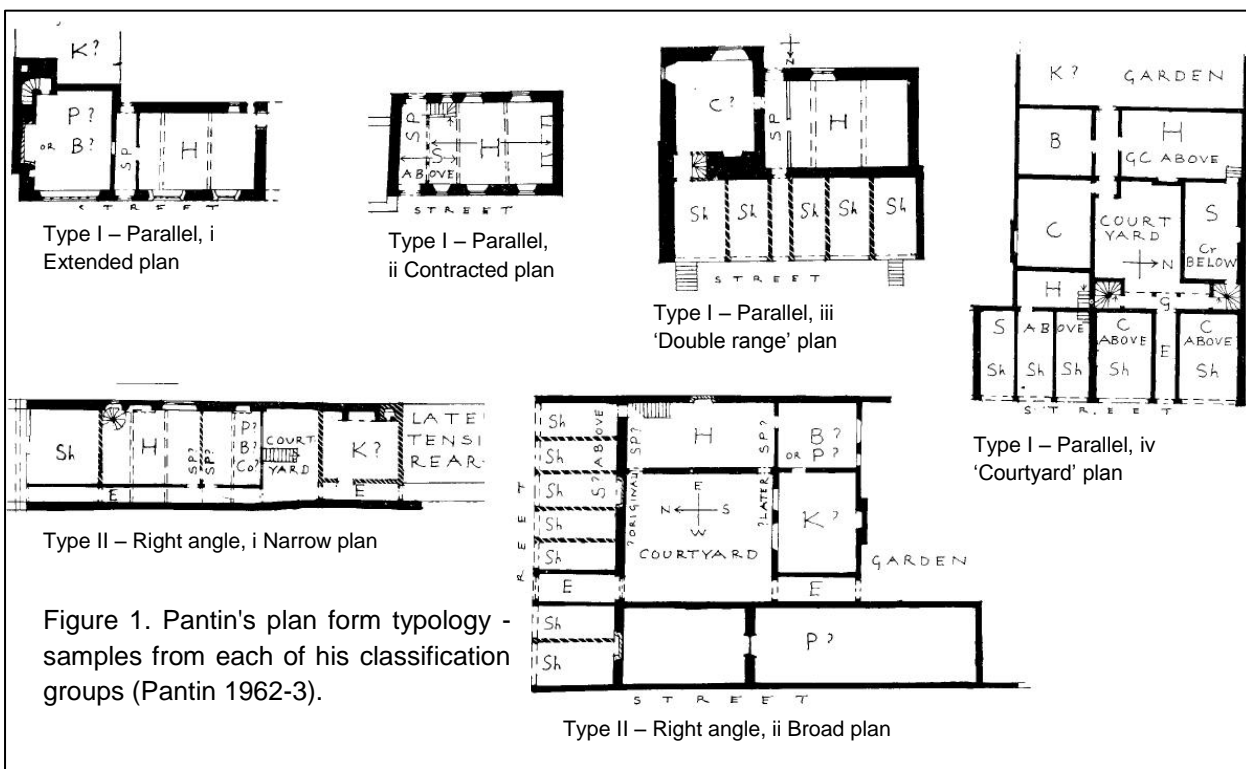 K?
P?
OR B?
SP
H
STREET
Type I – Parallel, i
Extended plan
SP
S
H
ABOVE
STREET
Type I – Parallel,
ii Contracted plan
N
C?
SP
H
Sh Sh Sh Sh Sh
STREET
Type I – Parallel, iii
‘Double range’ plan
K? GARDEN
B
H
GC ABOVE
C
COURT
YARD
N
S
Cr
BELOW
H
G
S ABOVE
C
ABOVE
C
ABOVE
Sh Sh Sh Sh E Sh
STREET
Type I – Parallel, iv
‘Courtyard’ plan
Sh
H
SP?
SP?
P?
B?
Co?
COURT
YARD
K?
LATE
TENSI
REAR-
E
E
Type II – Right angle, i Narrow plan
REET
Sh
Sh
Sh
Sh
Sh
S? ABOVE
SP?
?ORIGINAL
H
SP?
?LATER
B?
OR P?
E
N S
W
COURTYARD
K?
GARDEN
E
E
Sh
Sh
P?
STREET
Type II – Right angle, ii Broad plan
Figure 1. Pantin's plan form typology -
samples from each of his classification
groups (Pantin 1962-3).